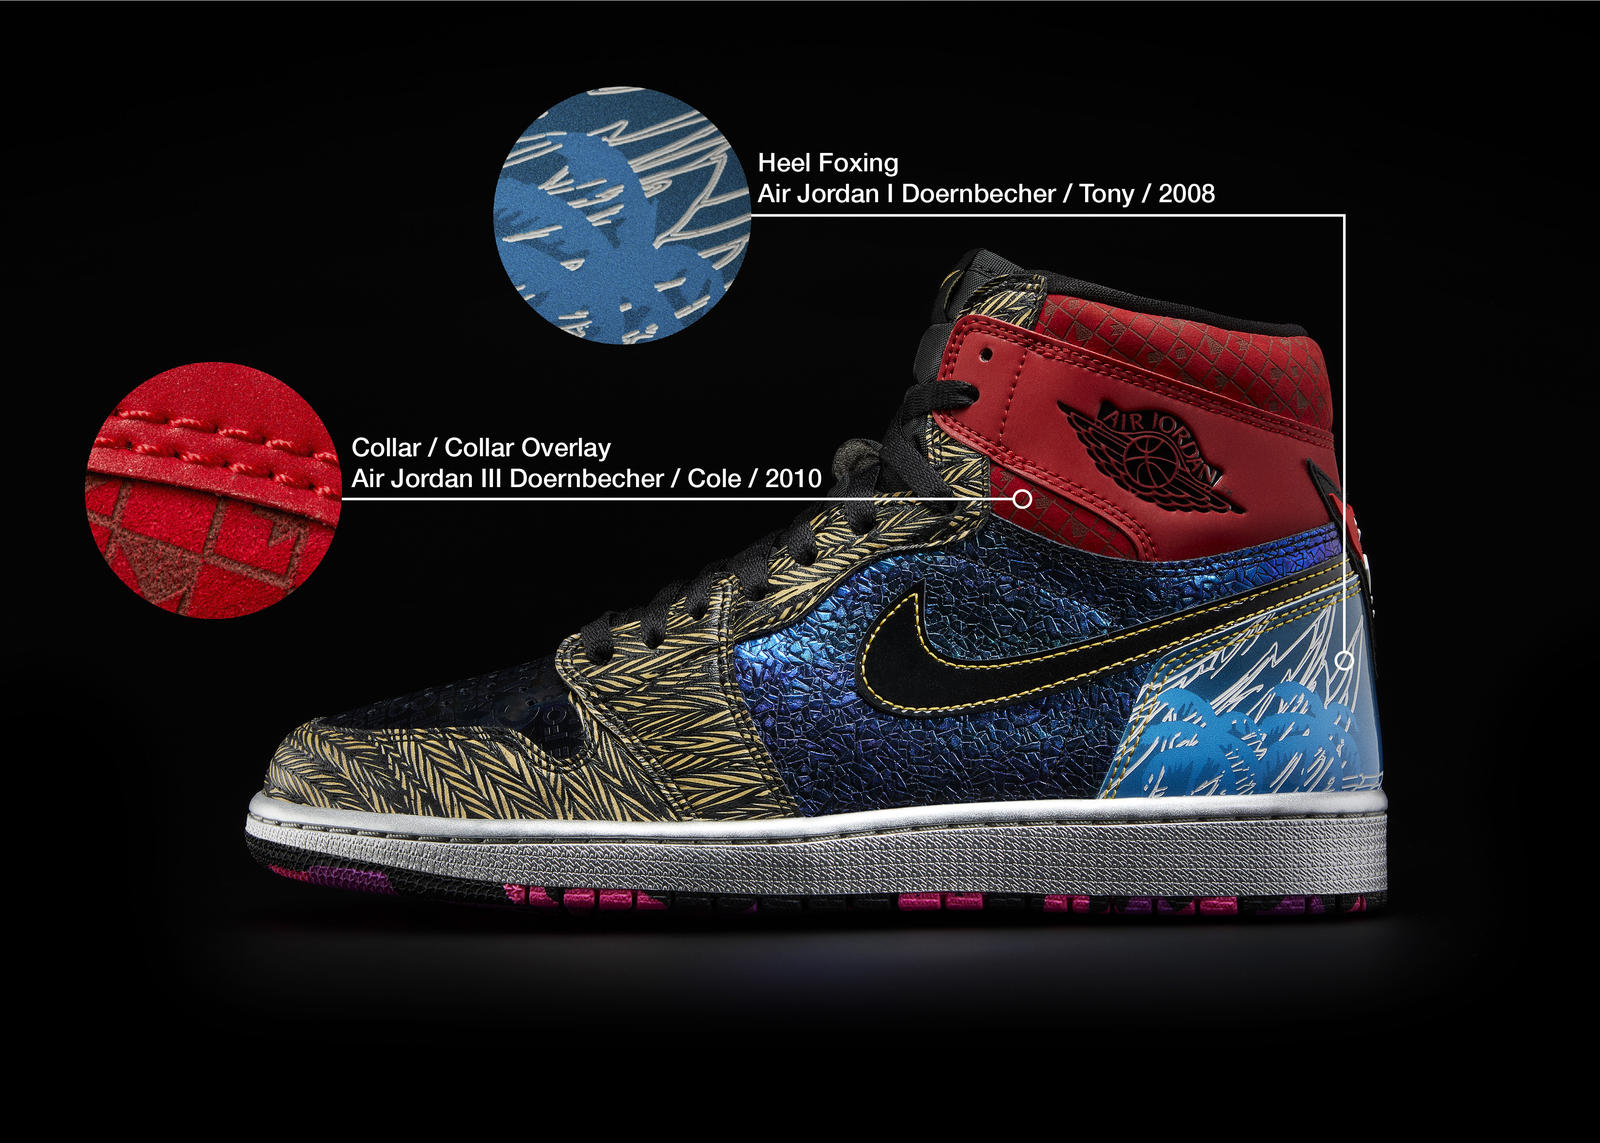 Heel Foxing
Air Jordan I Doernbecher / Tony / 2008
Collar / Collar Overlay
Air Jordan III Doernbecher / Cole / 2010
AIR JORDAN